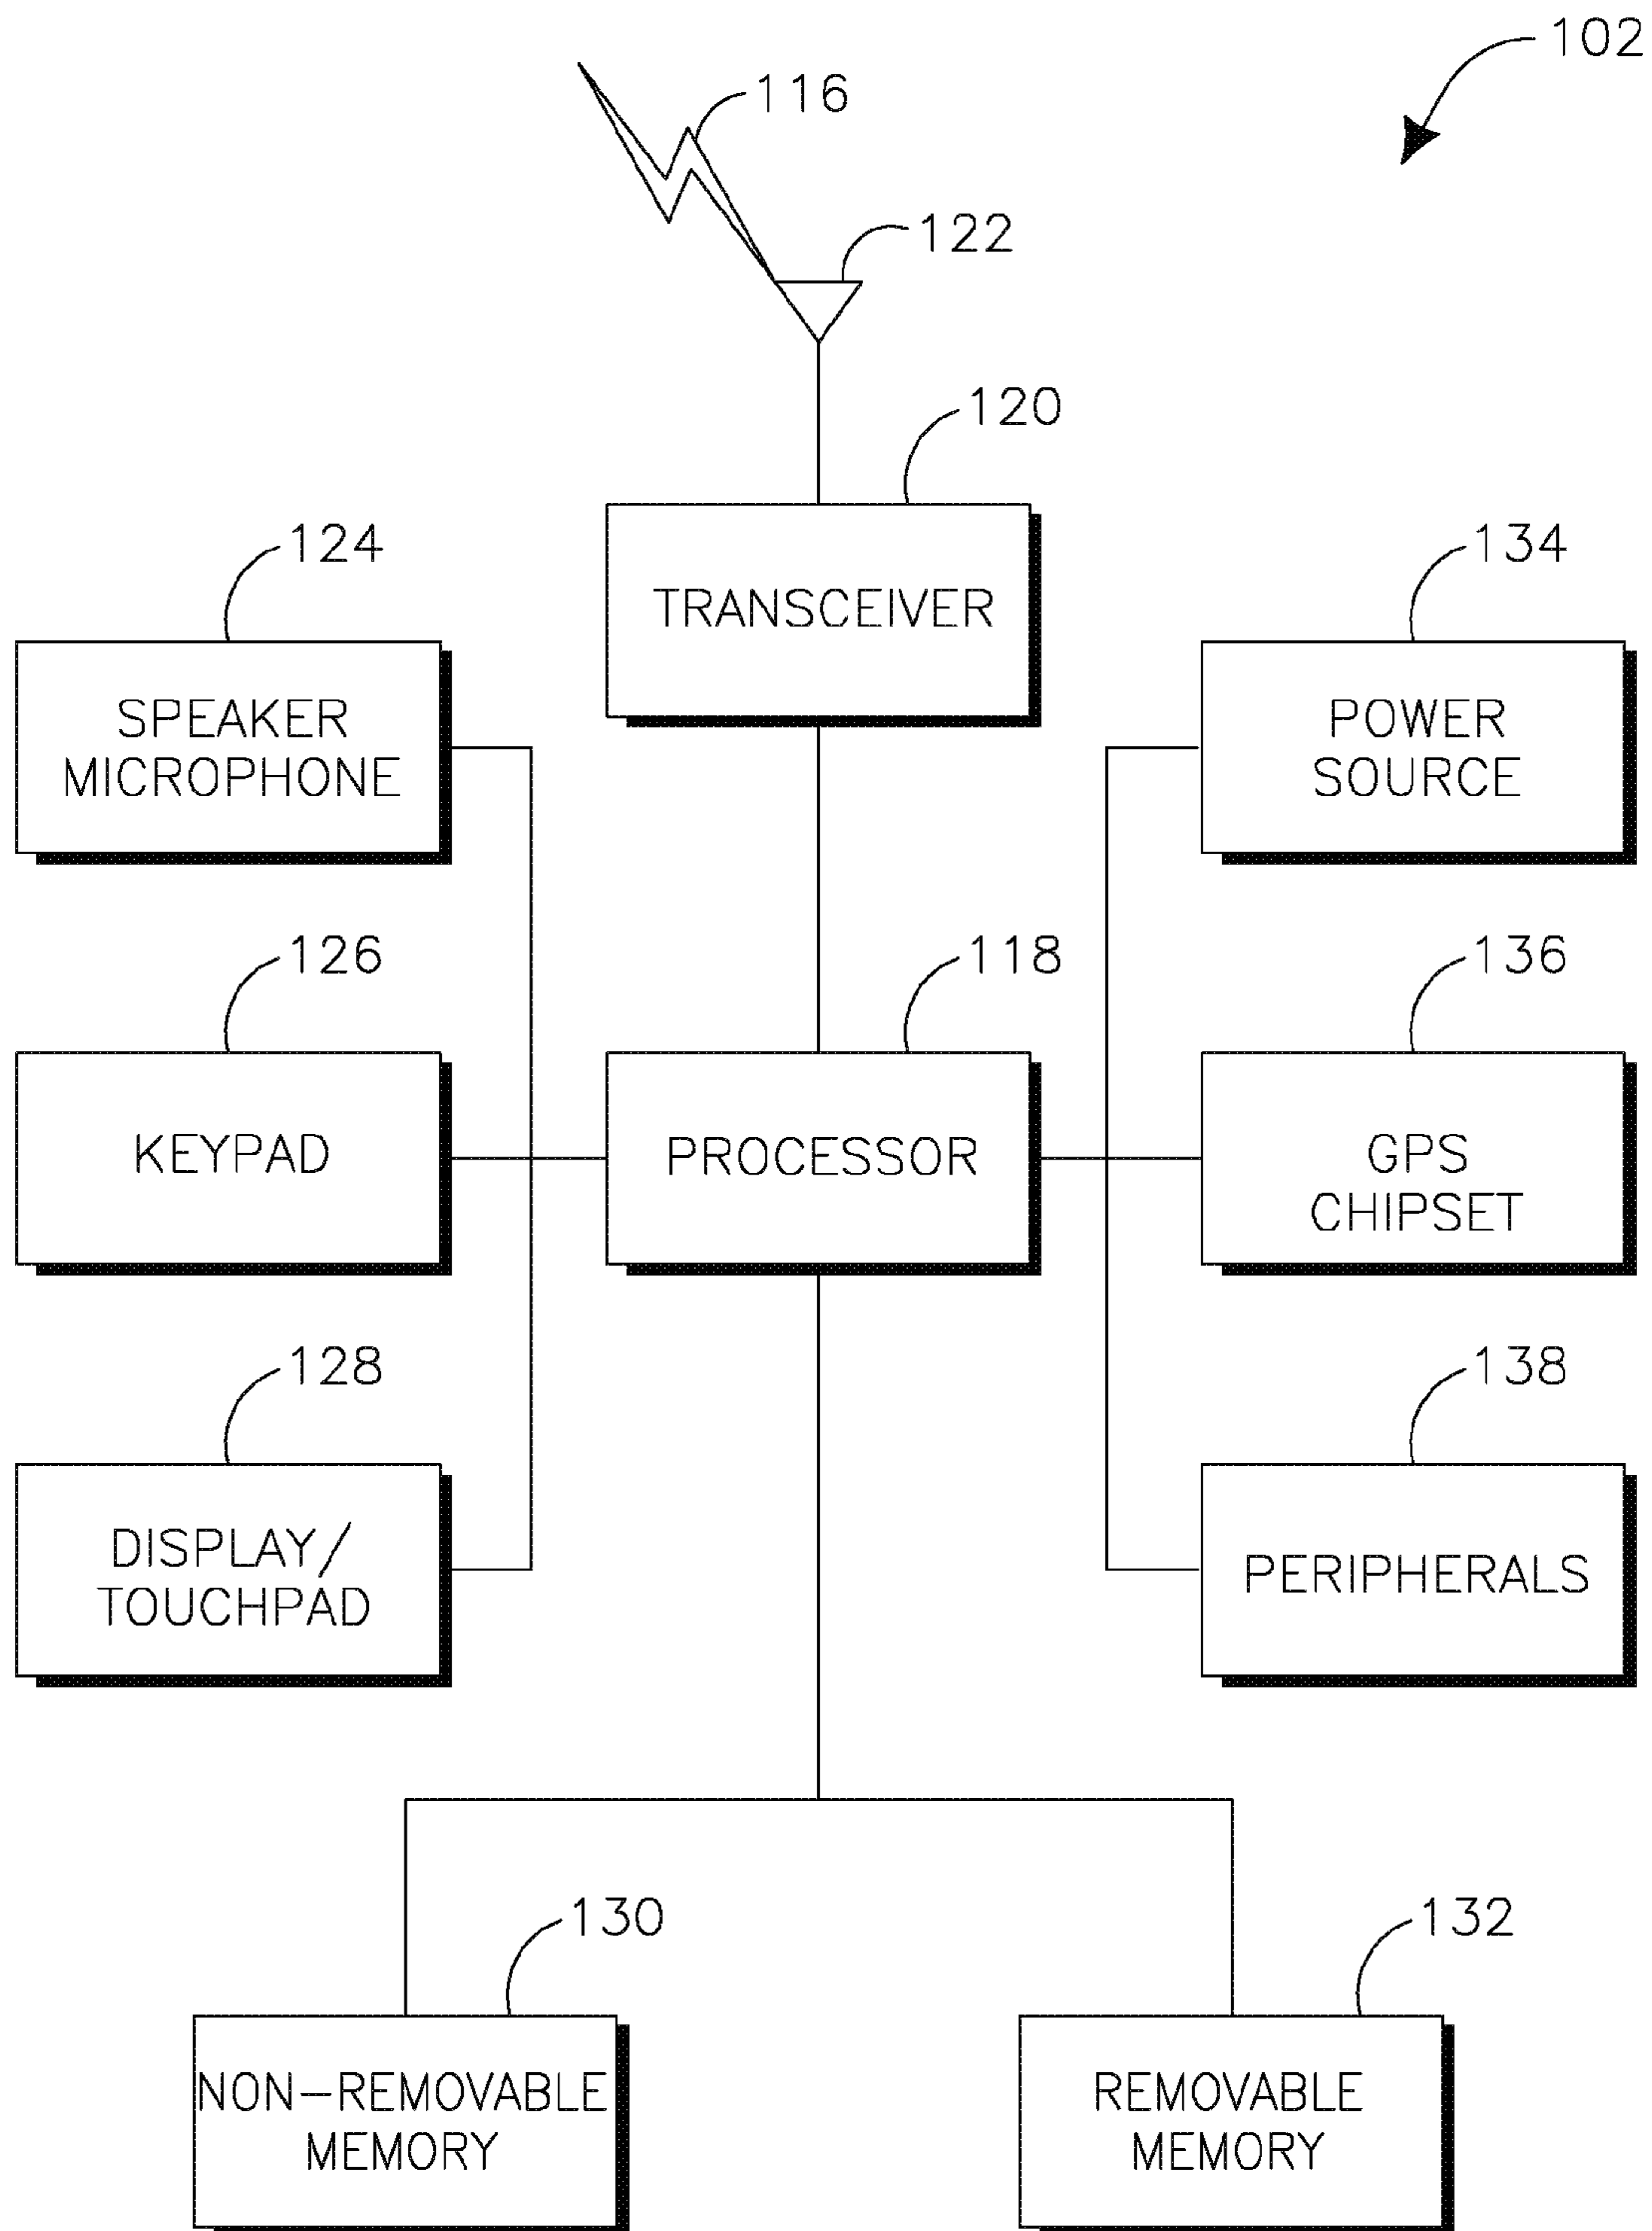 102
116
122
120
TRANSCEIVER
124
SPEAKER
MICROPHONE
134
POWER
SOURCE
126
KEYPAD
118
PROCESSOR
136
GPS
CHIPSET
128
DISPLAY/
TOUCHPAD
138
PERIPHERALS
130
NON-REMOVABLE
MEMORY
132
REMOVABLE
MEMORY